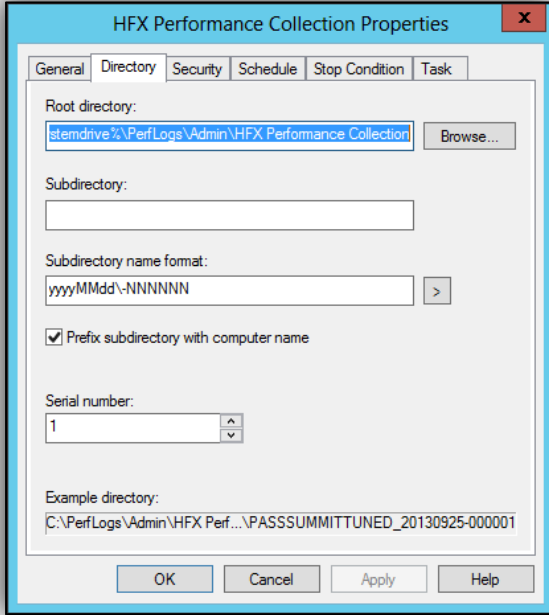 HFX Performance Collection Properties
x
General Directory Security Schedule Stop Condition Task
Root directory:
stemdrive%\PerfLogs\Admin\HFX Performance Collection
Browse...
Subdirectory:
Subdirectory name format:
yyyyMMdd\-NNNNNN
>
Prefix subdirectory with computer name
Serial number:
1
Example directory:
C:\PerfLogs\Admin\HFX Perf...\PASSSUMMITTUNED_20130925-000001
OK Cancel Apply Help